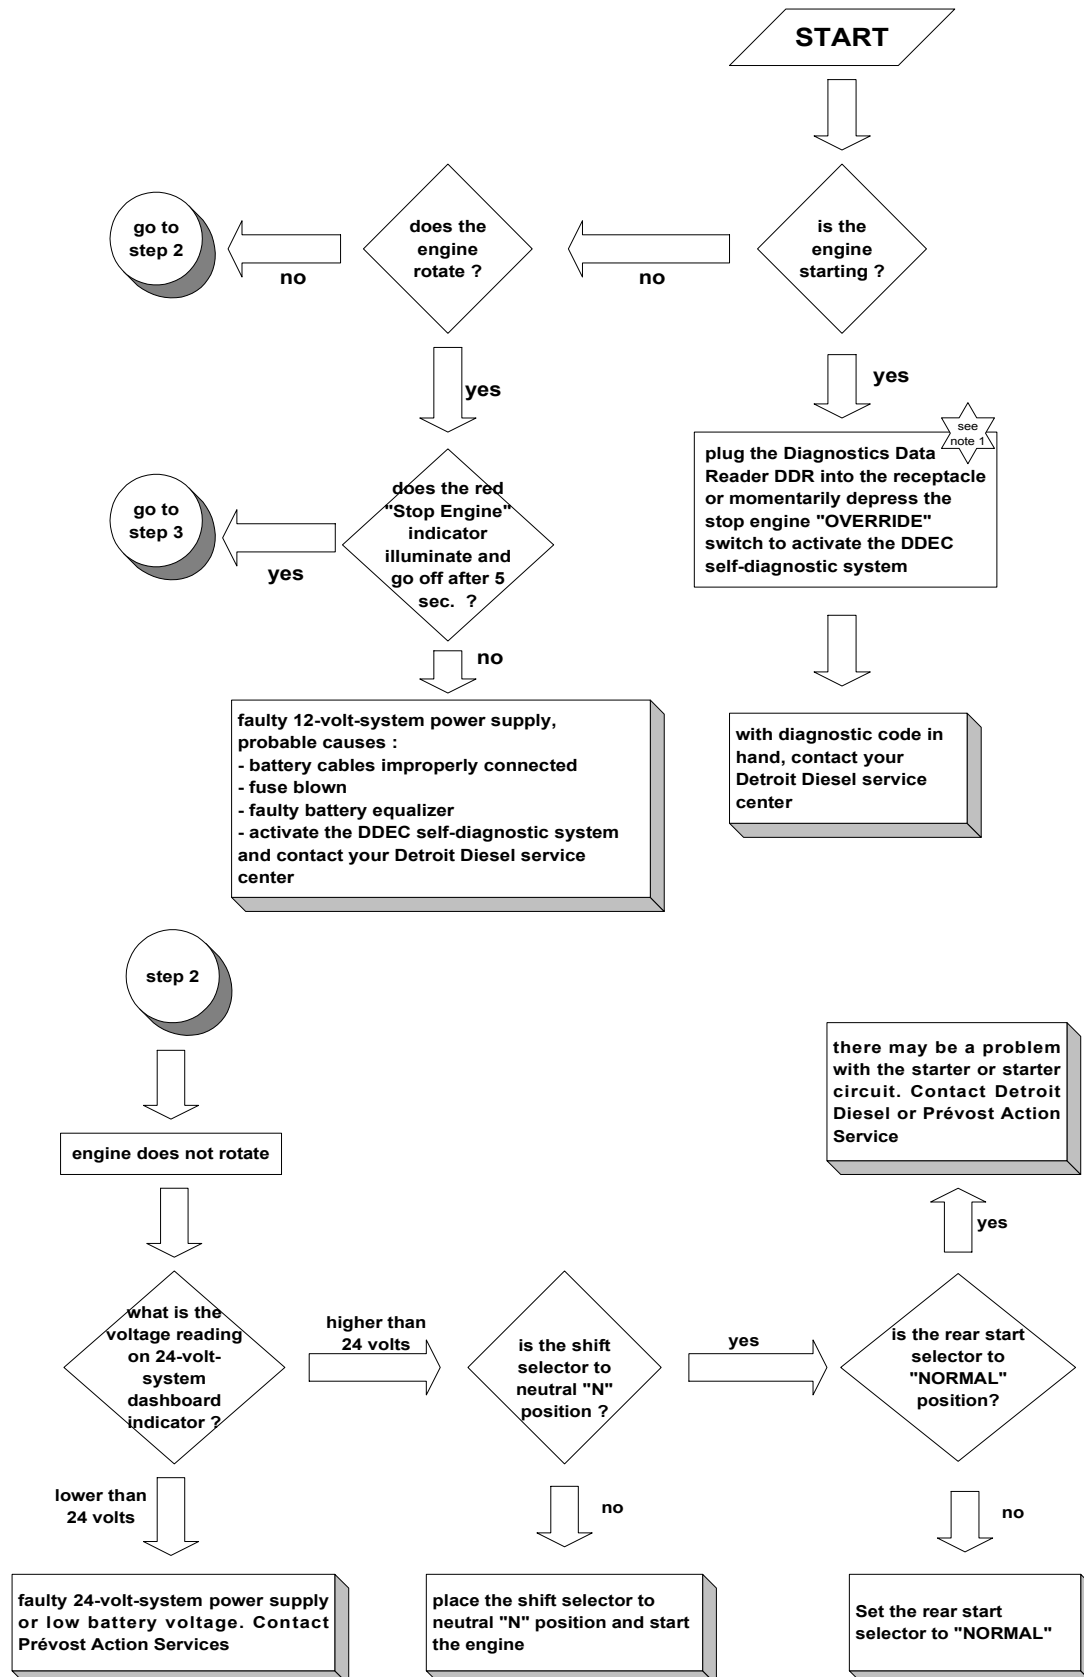 START
is the
engine
starting ?
no
does the
engine
rotate ?
no
go to
step 2
yes
yes
see
note 1
plug the Diagnostics Data
Reader DDR into the receptacle
or momentarily depress the
stop engine "OVERRIDE"
switch to activate the DDEC
self-diagnostic system
does the red
"Stop Engine"
indicator
illuminate and
go off after 5
sec. ?
go to
step 3
yes
no
faulty 12-volt-system power supply,
probable causes :
- battery cables improperly connected
- fuse blown
- faulty battery equalizer
- activate the DDEC self-diagnostic system
and contact your Detroit Diesel service
center
with diagnostic code in
hand, contact your
Detroit Diesel service
center
step 2
engine does not rotate
what is the
voltage reading
on 24-volt-
system
dashboard
indicator ?
higher than
24 volts
is the shift
selector to
neutral "N"
position ?
yes
is the rear start
selector to
"NORMAL"
position?
yes
there may be a problem
with the starter or starter
circuit. Contact Detroit
Diesel or Prévost Action
Service
lower than
24 volts
no
no
faulty 24-volt-system power supply
or low battery voltage. Contact
Prévost Action Services
place the shift selector to
neutral "N" position and start
the engine
Set the rear start
selector to "NORMAL"